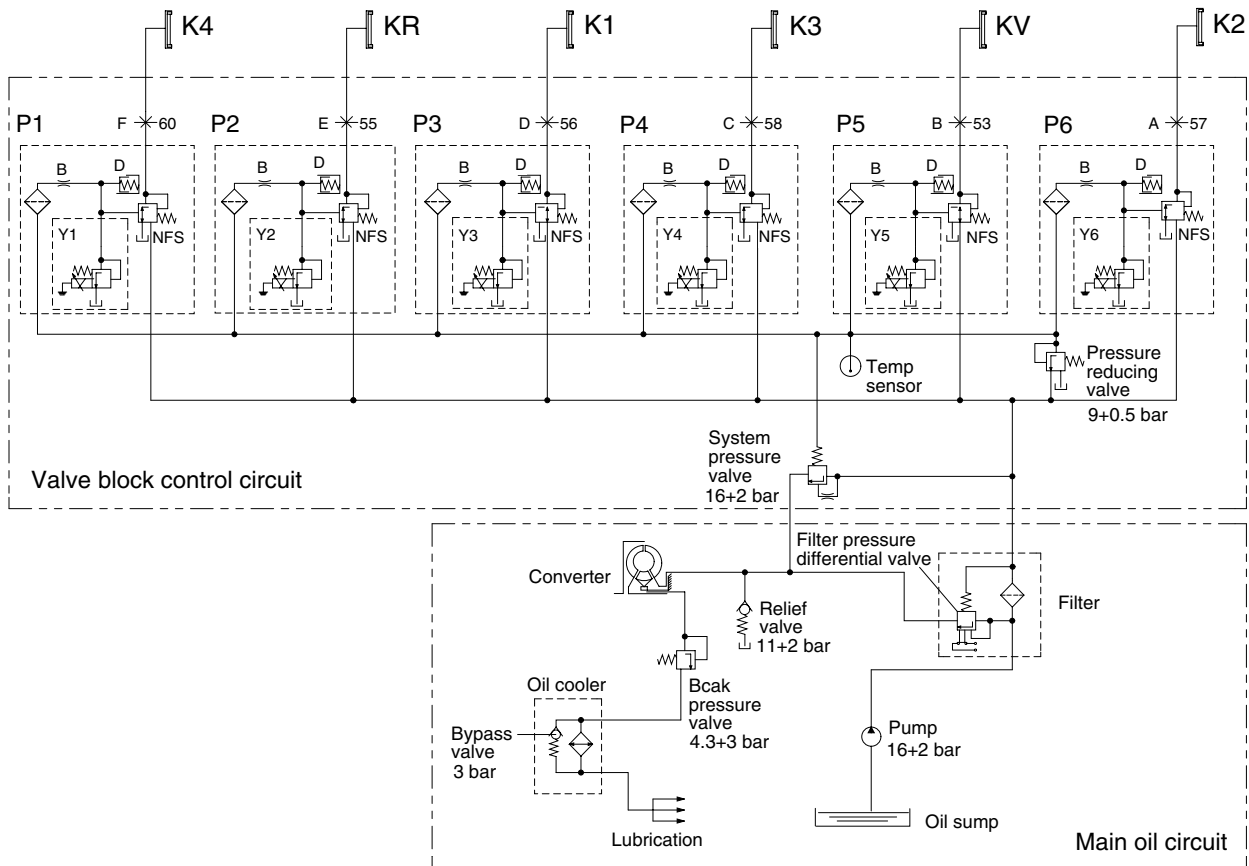 K4
KR
K1
K3
KV
K2
P1
F
60
P2
E
55
P3
D
56
P4
C
58
P5
B
53
P6
A
57
B
D
B
D
B
D
B
D
B
D
B
D
Y1
NFS
Y2
NFS
Y3
NFS
Y4
NFS
Y5
NFS
Y6
NFS
Temp
sensor
Pressure
reducing
valve
9+0.5 bar
System
pressure
valve
16+2 bar
Valve block control circuit
Filter pressure
differential valve
Converter
Relief
valve
11+2 bar
Filter
Oil cooler
Bcak
pressure
valve
4.3+3 bar
Bypass
valve
3 bar
Pump
16+2 bar
Lubrication
Oil sump
Main oil circuit